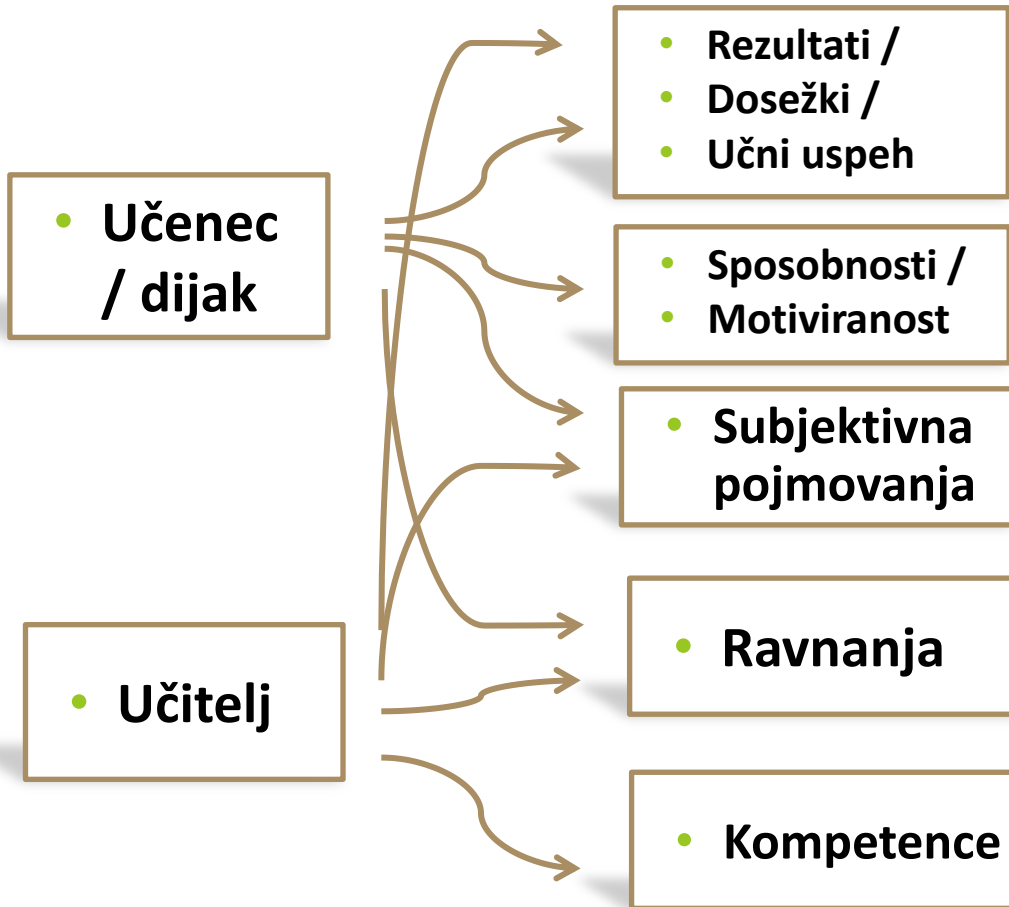 • Učenec
/ dijak
• Učitelj
• Rezultati /
• Dosežki /
• Učni uspeh
• Sposobnosti /
• Motiviranost
• Subjektivna
pojmovanja
• Ravnanja
• Kompetence